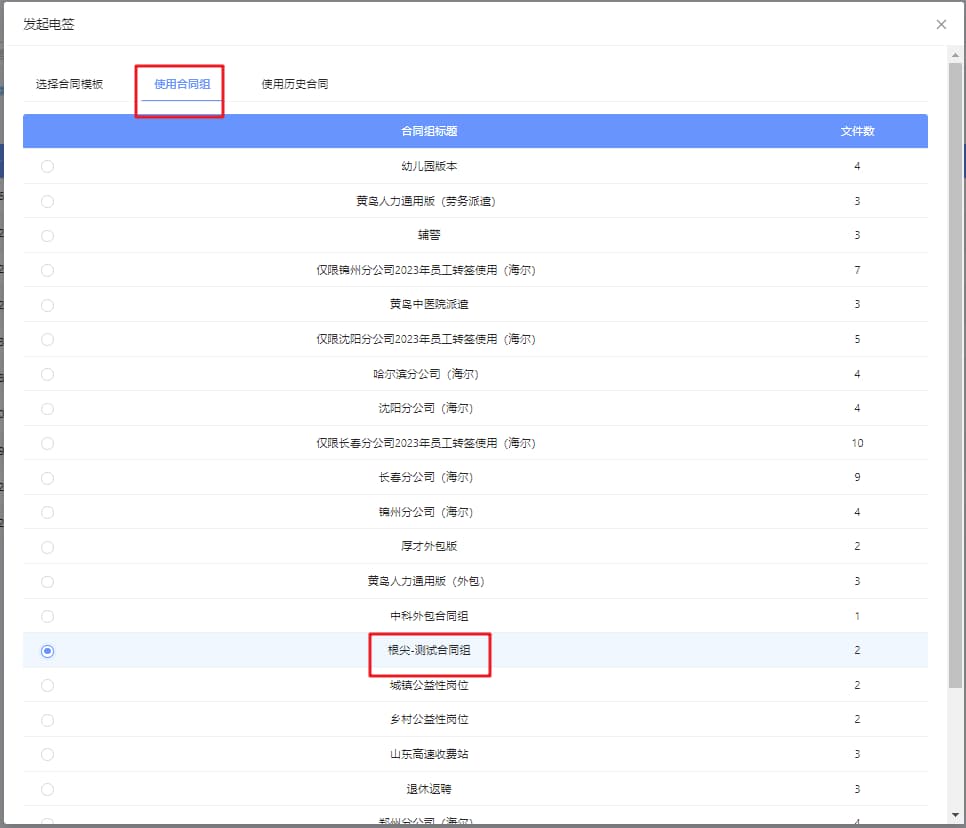 发起电签
选择合同模板 使用合同组 使用历史合同
合同组标题 文件数
幼儿园版本 4
黄岛人力通用版（劳务派遣） 3
辅警 3
仅限锦州分公司2023年员工转签使用（海尔） 7
黄岛中医院派遣 3
仅限沈阳分公司2023年员工转签使用（海尔） 5
哈尔滨分公司（海尔） 4
沈阳分公司（海尔） 4
仅限长春分公司2023年员工转签使用（海尔） 10
长春分公司（海尔） 9
锦州分公司（海尔） 4
厚才外包版 2
黄岛人力通用版（外包） 3
中科外包合同组 1
根尖-测试合同组 2
城镇公益性岗位 2
乡村公益性岗位 2
山东高速收费站 3
退休返聘 3
郑州分公司（海尔） 4